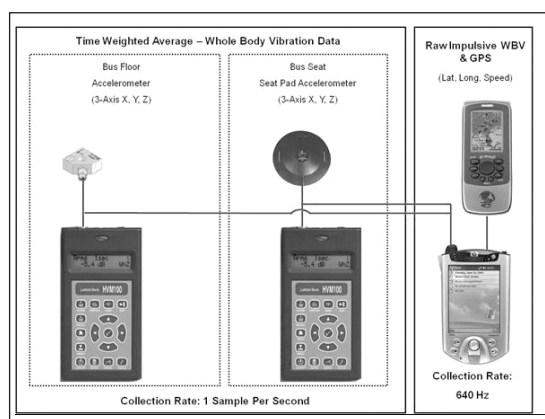 Time Weighted Average – Whole Body Vibration Data
Bus Floor
Accelerometer
(3-Axis X, Y, Z)
Bus Seat
Seat Pad Accelerometer
(3-Axis X, Y, Z)
Raw Impulsive WBV
& GPS
(Lat, Long, Speed)
HVM100
HVM100
Collection Rate: 1 Sample Per Second
Collection Rate:
640 Hz